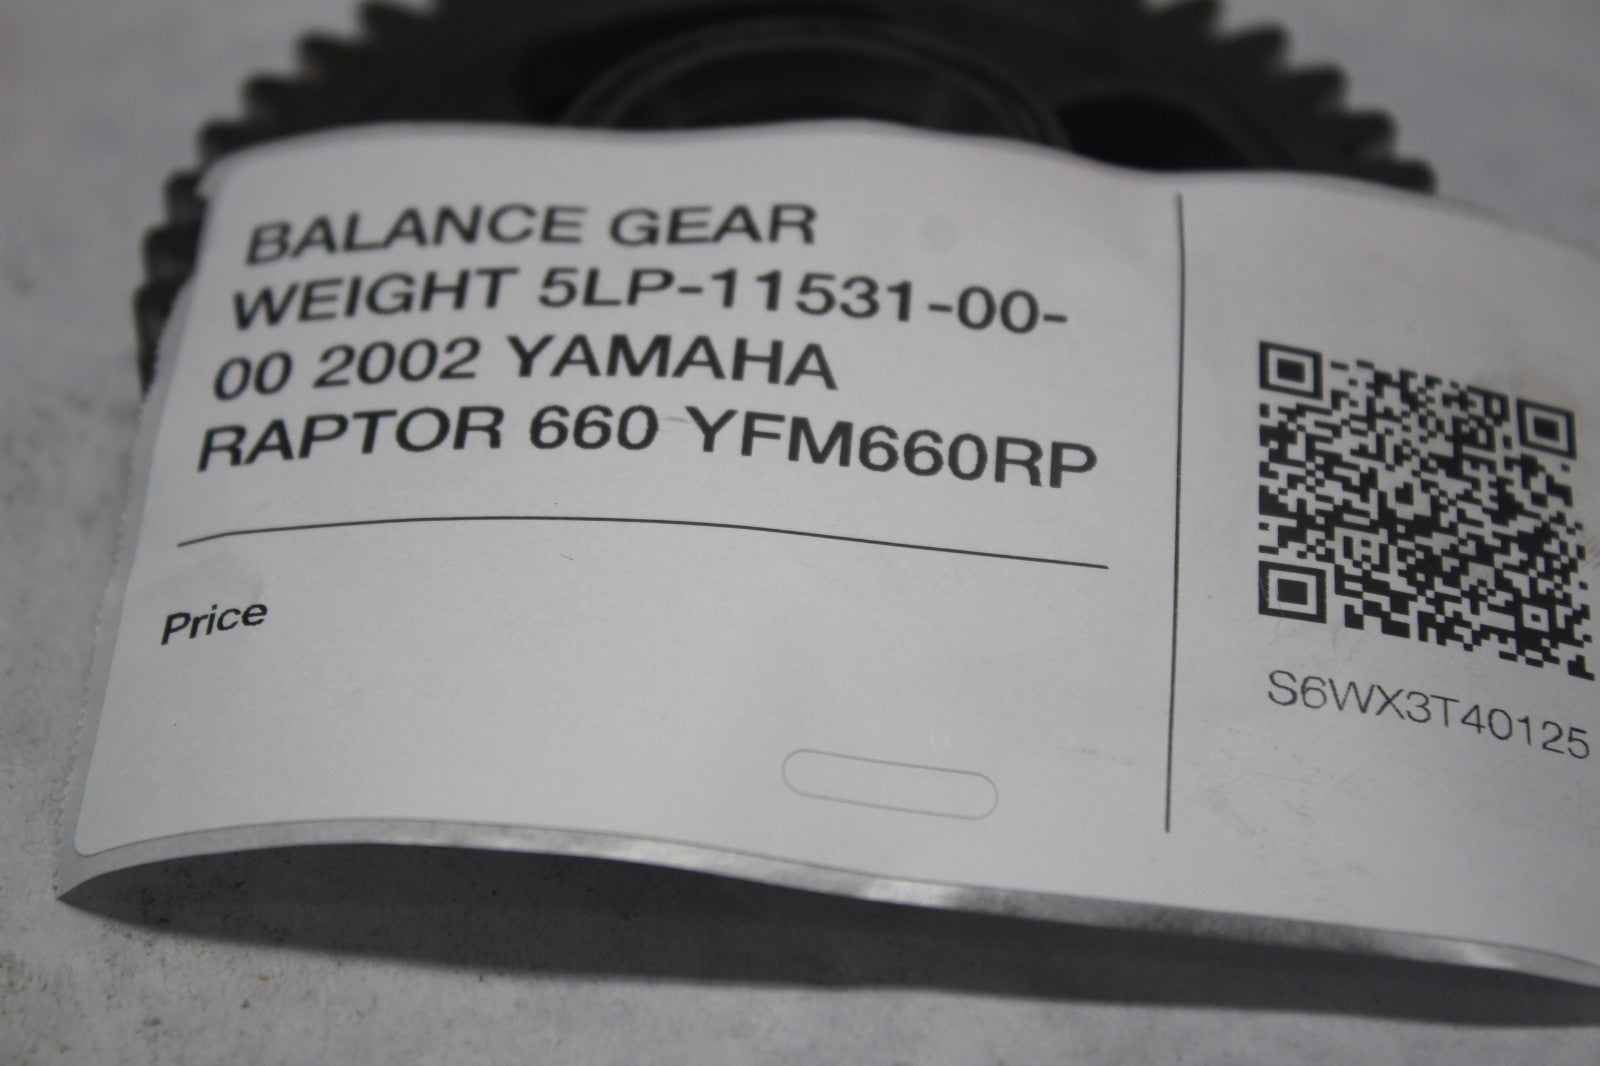 BALANCE GEAR
WEIGHT 5LP-11531-00-
00 2002 YAMAHA
RAPTOR 660 YFM660RP
Price
S6WX3T40125